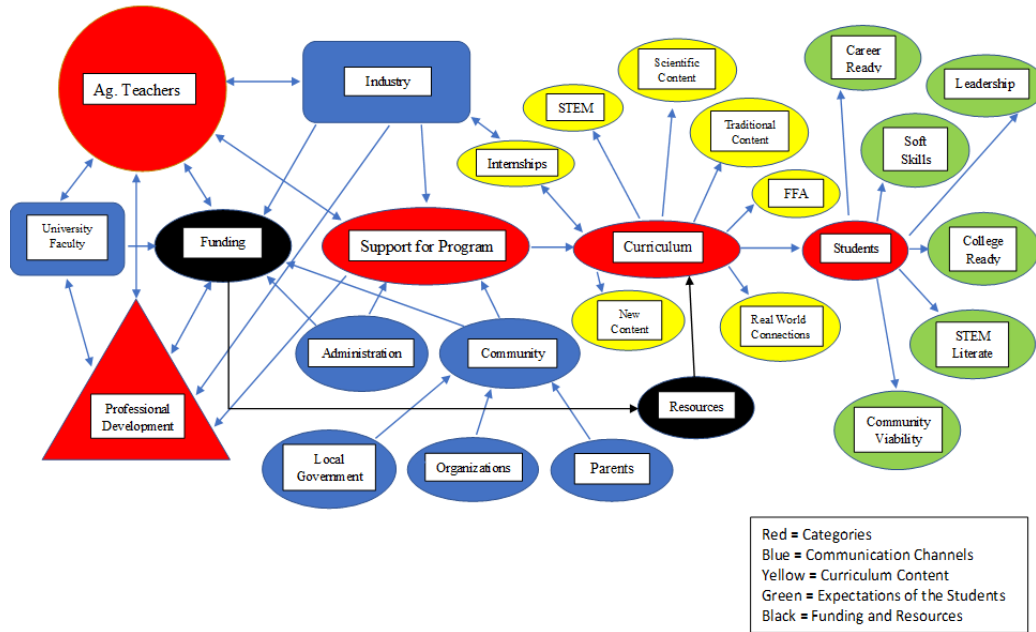 Ag. Teachers
Industry
Scientific
Content
Career
Ready
Leadership
STEM
Traditional
Content
Soft
Skills
Internships
FFA
University
Faculty
Funding
Support for Program
Curriculum
Students
College
Ready
New
Content
Real World
Connections
Administration
Community
STEM
Literate
Professional
Development
Resources
Community
Viability
Local
Government
Organizations
Parents
Red = Categories
Blue = Communication Channels
Yellow = Curriculum Content
Green = Expectations of the Students
Black = Funding and Resources